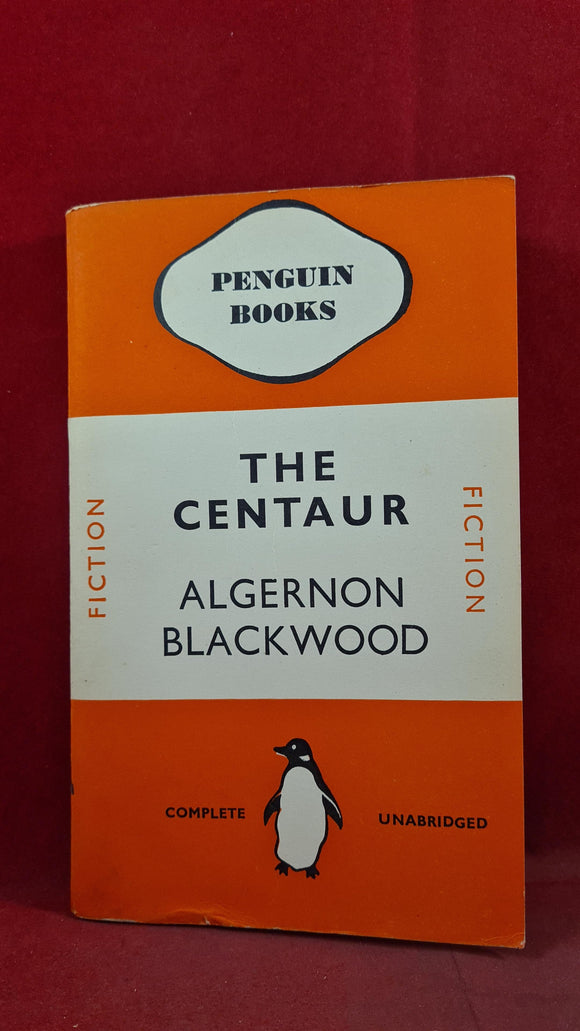 PENGUIN
BOOKS
THE
CENTAUR
ALGERNON
BLACKWOOD
FICTION
FICTION
COMPLETE
UNABRIDGED